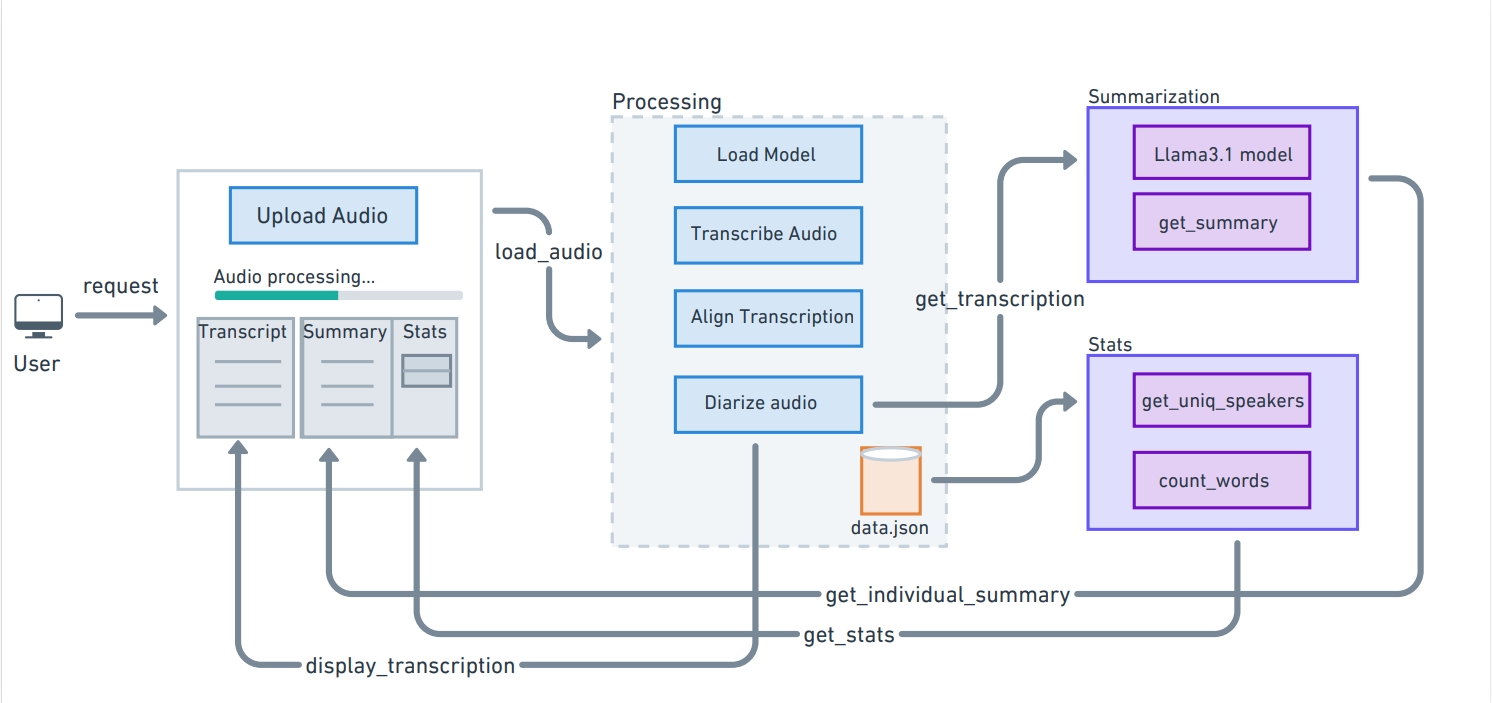 request
User
Upload Audio
Audio processing...
Transcript
Summary
Stats
load_audio
Processing
Load Model
Transcribe Audio
Align Transcription
Diarize audio
data.json
get_transcription
Summarization
Llama3.1 model
get_summary
Stats
get_uniq_speakers
count_words
get_individual_summary
get_stats
display_transcription